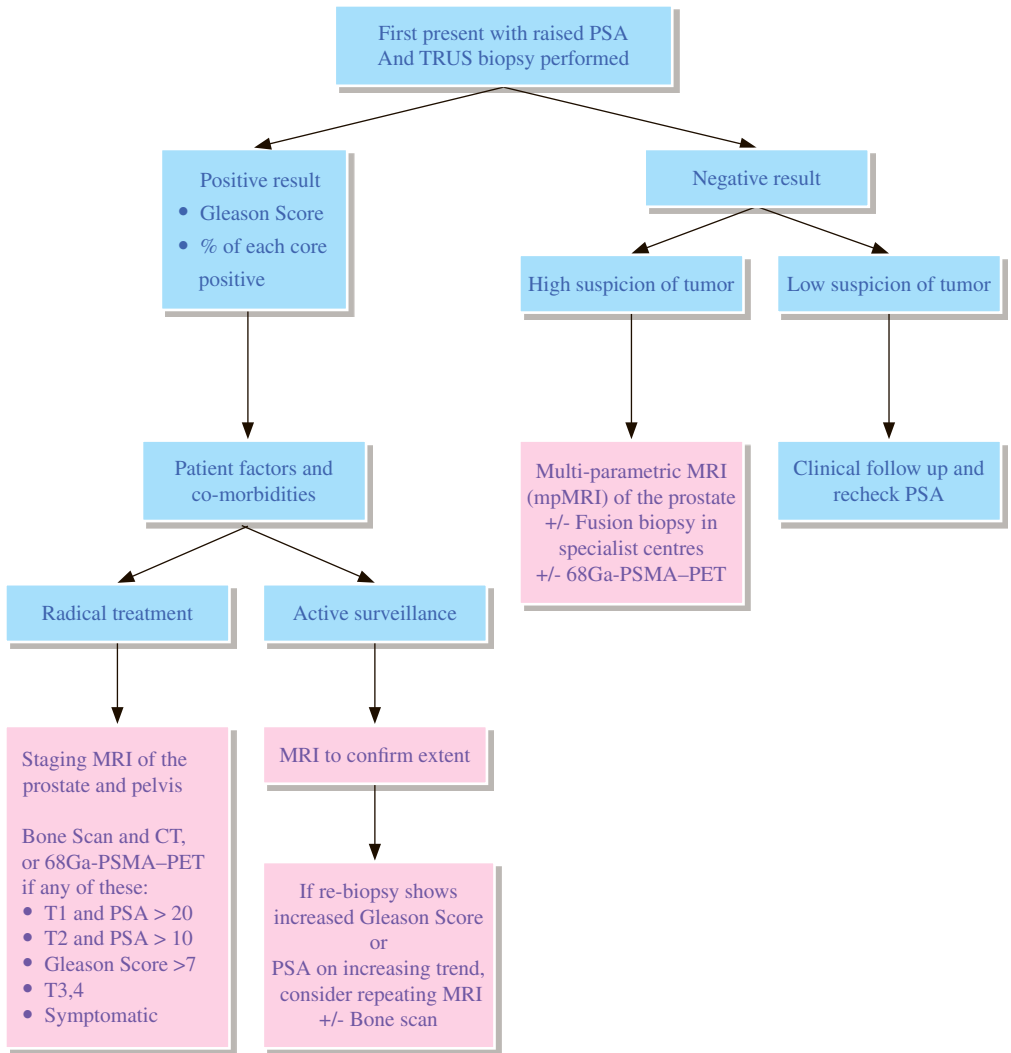 First present with raised PSA
And TRUS biopsy performed
Positive result
• Gleason Score
• % of each core
positive
Negative result
High suspicion of tumor
Low suspicion of tumor
Patient factors and
co-morbidities
Multi-parametric MRI
(mpMRI) of the prostate
+/- Fusion biopsy in
specialist centres
+/- 68Ga-PSMA–PET
Clinical follow up and
recheck PSA
Radical treatment
Active surveillance
Staging MRI of the
prostate and pelvis
Bone Scan and CT,
or 68Ga-PSMA–PET
if any of these:
• T1 and PSA > 20
• T2 and PSA > 10
• Gleason Score >7
• T3,4
• Symptomatic
MRI to confirm extent
If re-biopsy shows
increased Gleason Score
or
PSA on increasing trend,
consider repeating MRI
+/- Bone scan